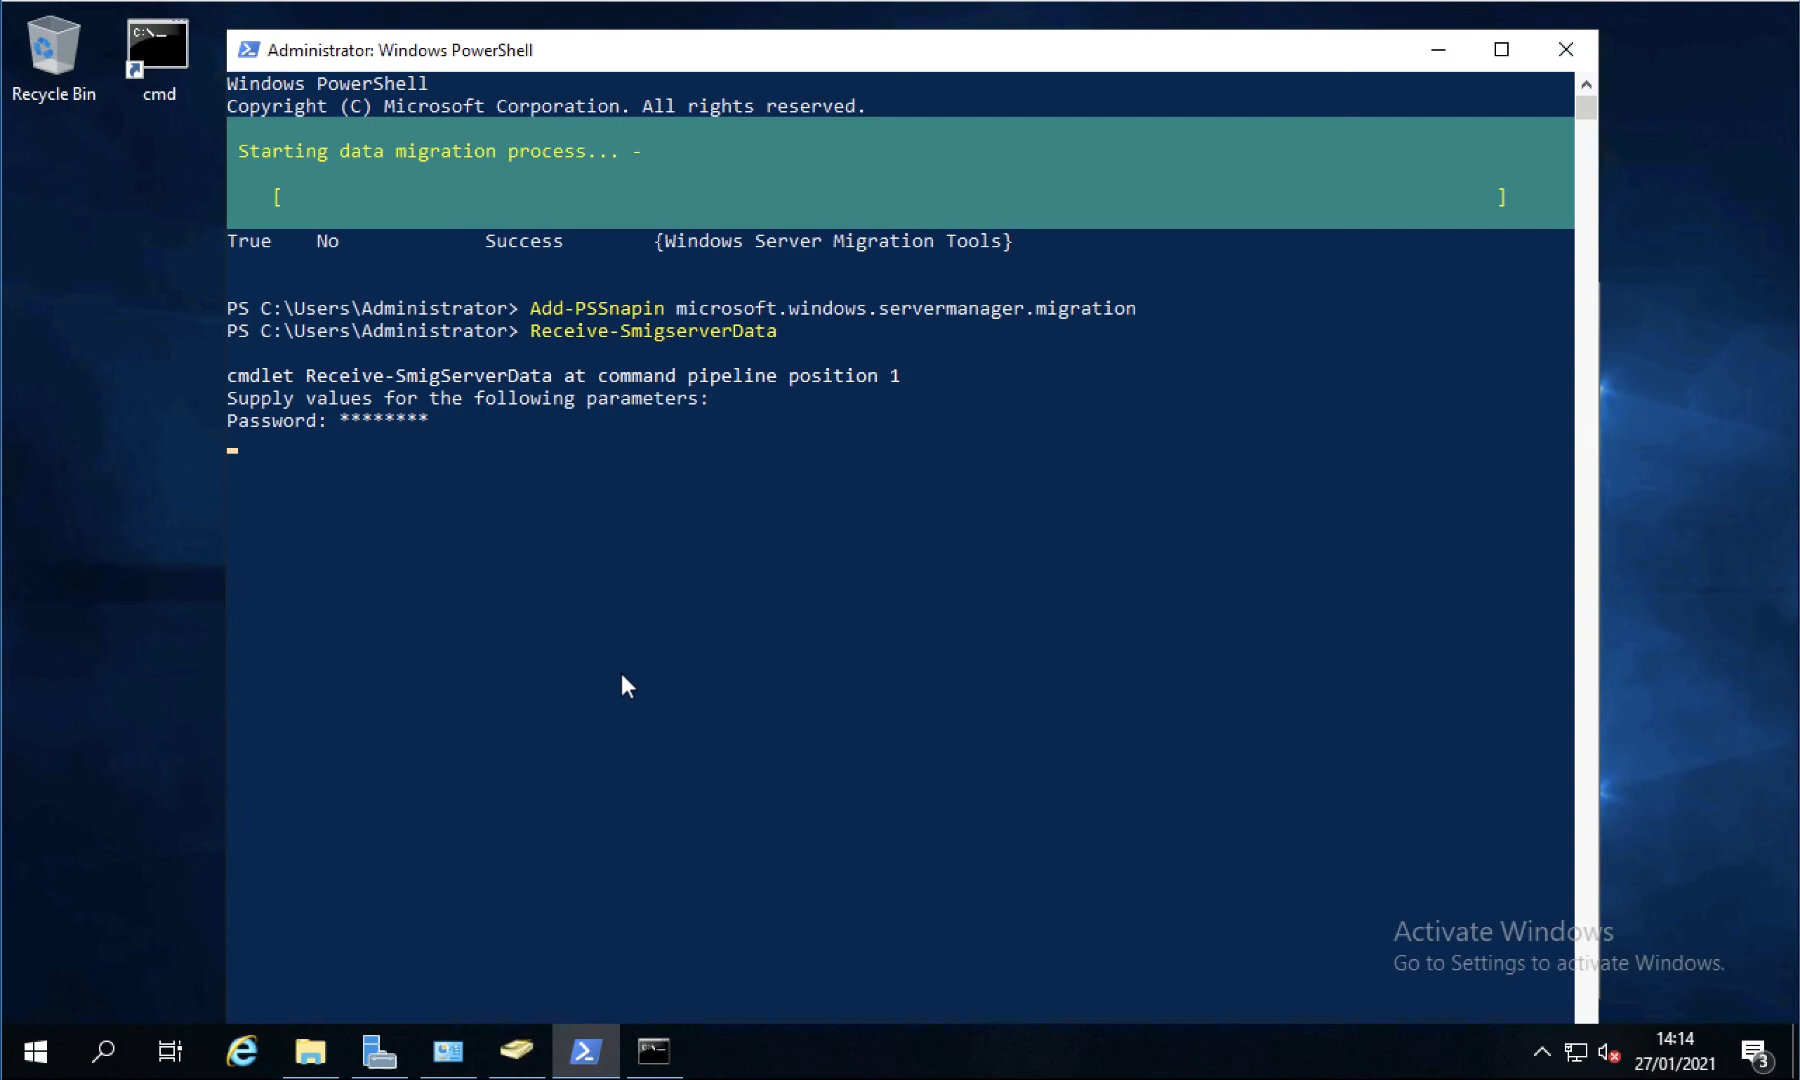 Recycle Bin
C:\._
cmd
Administrator: Windows PowerShell
Windows PowerShell
Copyright (C) Microsoft Corporation. All rights reserved.
Starting data migration process... -
[ ]
True No Success {Windows Server Migration Tools}
PS C:\Users\Administrator> Add-PSSnapin microsoft.windows.servermanager.migration
PS C:\Users\Administrator> Receive-SmigserverData
cmdlet Receive-SmigServerData at command pipeline position 1
Supply values for the following parameters:
Password: ********
Activate Windows
Go to Settings to activate Windows.
14:14
27/01/2021
3